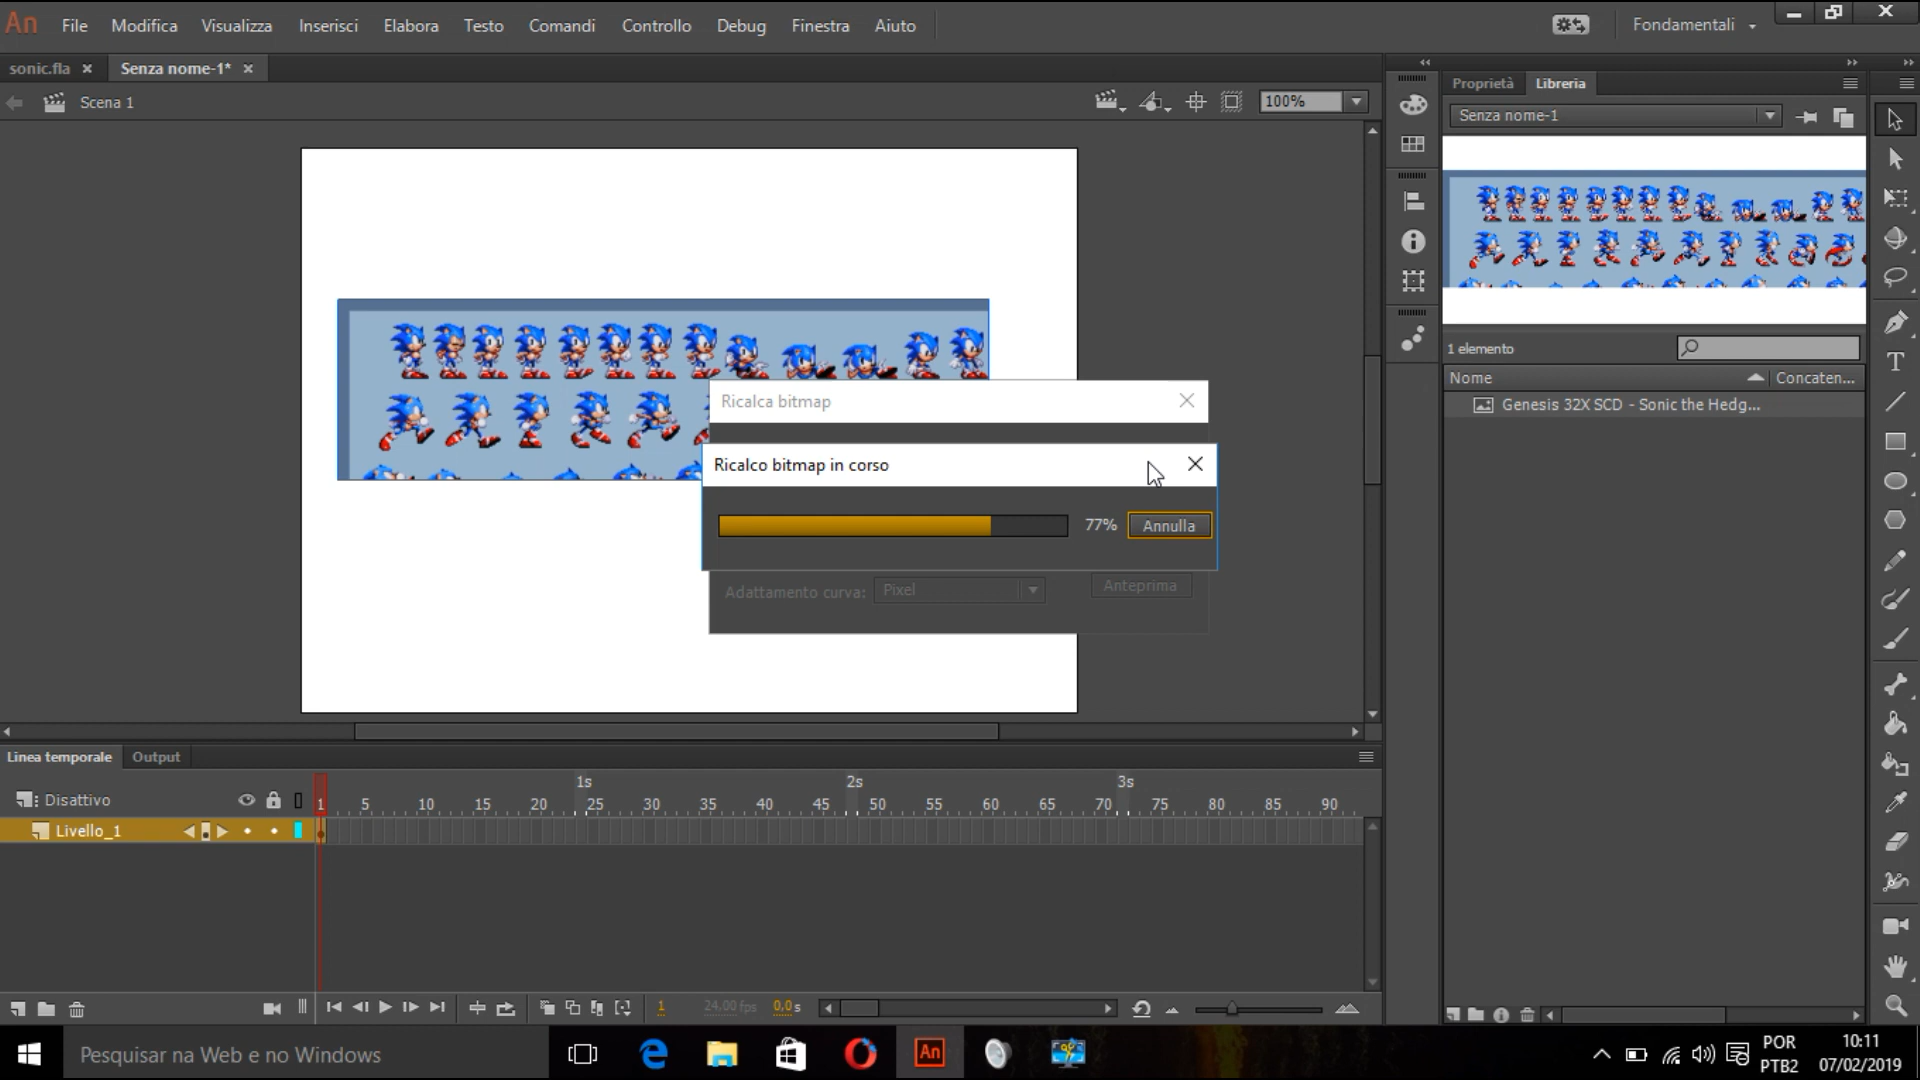 An File Modifica Visualizza Inserisci Elabora Testo Comandi Controllo Debug Finestra Aiuto Fondamentali
sonic.fla Senza nome-1*
Scena 1 100%
Proprietà Libreria
Senza nome-1
1 elemento
Nome Concaten...
Genesis 32X SCD - Sonic the Hedg...
Ricalca bitmap
Ricalco bitmap in corso
77% Annulla
Adattamento curva: Pixel Anteprima
Linea temporale Output
1s 2s 3s
Disattivo 1 5 10 15 20 25 30 35 40 45 50 55 60 65 70 75 80 85 90
Livello_1
1 24,00 fps 0,0 s
Pesquisar na Web e no Windows
An
POR
PTB2
10:11
07/02/2019